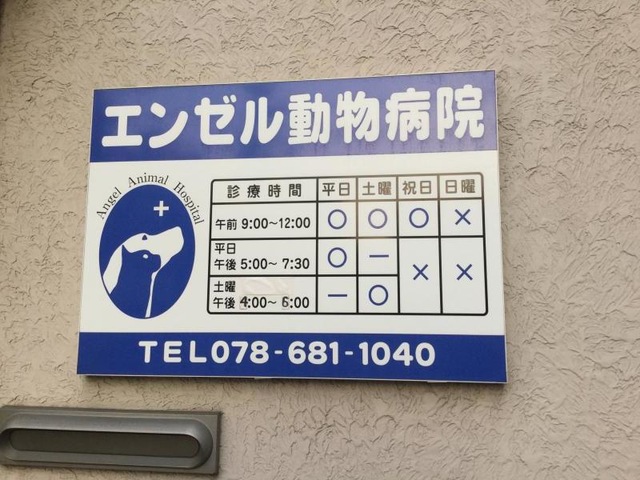 エンゼル動物病院
Angel Animal Hospital
診療時間 平日 土曜 祝日 日曜
午前 9:00〜12:00 ○ ○ ○ ×
平日
午後 5:00〜7:30 ○ ー × ×
土曜
午後 4:00〜6:00 ー ○
TEL078-681-1040